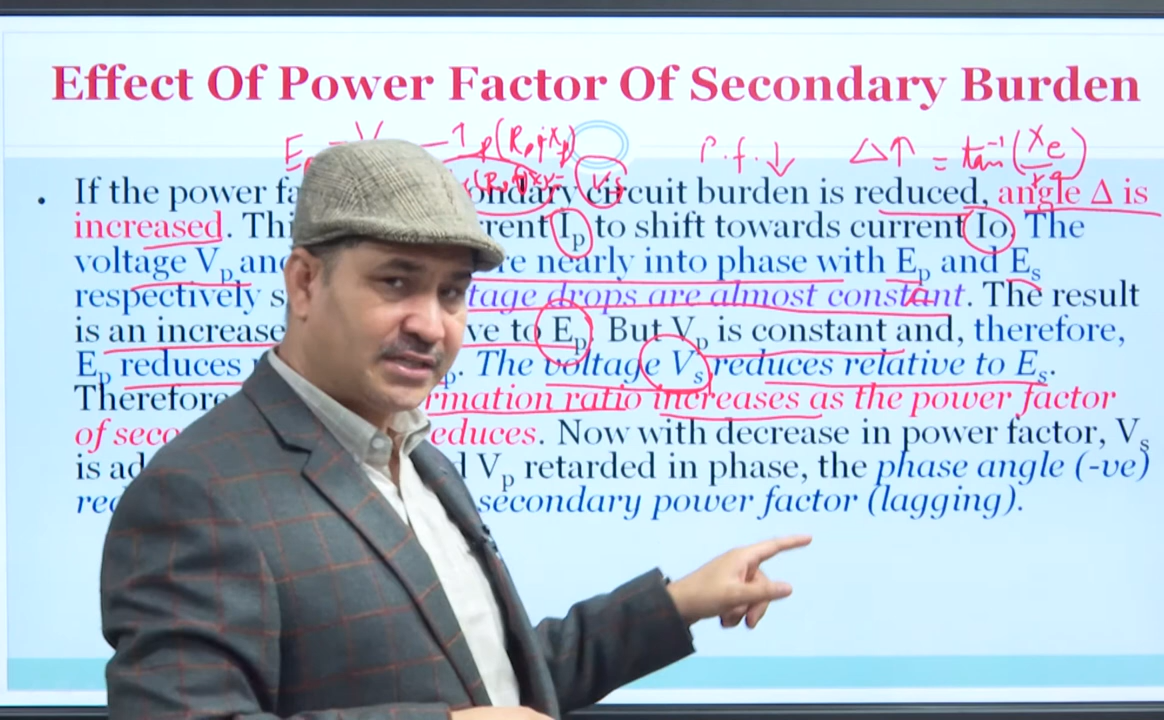 Effect Of Power Factor Of Secondary Burden
P.f.↓ Δ↑ = tan⁻¹(Xe/re)
• If the power fa ondary circuit burden is reduced, angle Δ is
increased. Thi rrent Ip to shift towards current Io. The
voltage Vp and re nearly into phase with Ep and Es
respectively s tage drops are almost constant. The result
is an increase ve to Ep. But Vp is constant and, therefore,
Ep reduces p. The voltage Vs reduces relative to Es.
Therefore rmation ratio increases as the power factor
of seco educes. Now with decrease in power factor, Vs
is ad d Vp retarded in phase, the phase angle (-ve)
re secondary power factor (lagging).